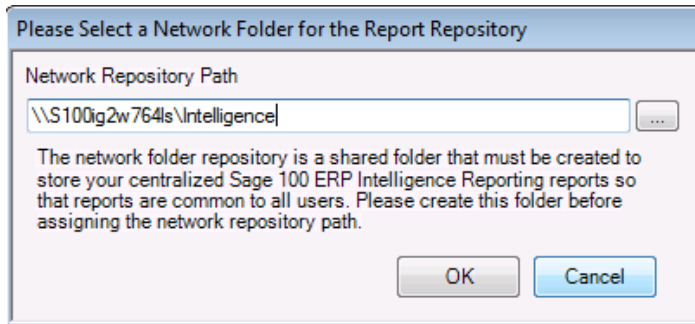 Please Select a Network Folder for the Report Repository
Network Repository Path
\\S100ig2w764ls\Intelligence
...
The network folder repository is a shared folder that must be created to
store your centralized Sage 100 ERP Intelligence Reporting reports so
that reports are common to all users. Please create this folder before
assigning the network repository path.
OK Cancel